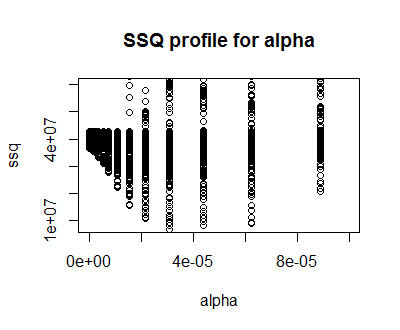 SSQ profile for alpha
4e+07
1e+07
ssq
0e+00 4e-05 8e-05
alpha